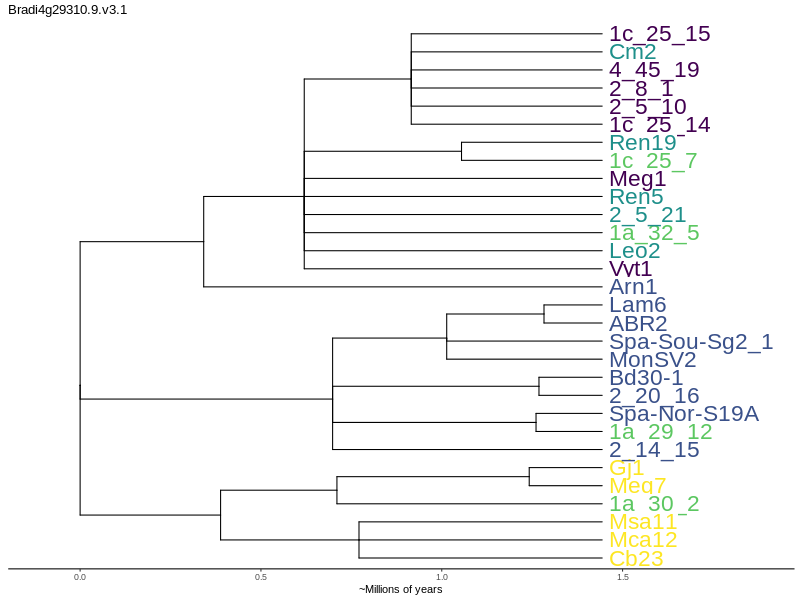 Bradi4g29310.9.v3.1
1c_25_15
Cm2
4_45_19
2_8_1
2_5_10
1c_25_14
Ren19
1c_25_7
Meg1
Ren5
2_5_21
1a_32_5
Leo2
Vyt1
Arn1
Lam6
ABR2
Spa-Sou-Sg2_1
MonSV2
Bd30-1
2_20_16
Spa-Nor-S19A
1a_29_12
2_14_15
Gj1
Meg7
1a_30_2
Msa11
Mca12
Cb23
0.0 0.5 1.0 1.5
~Millions of years